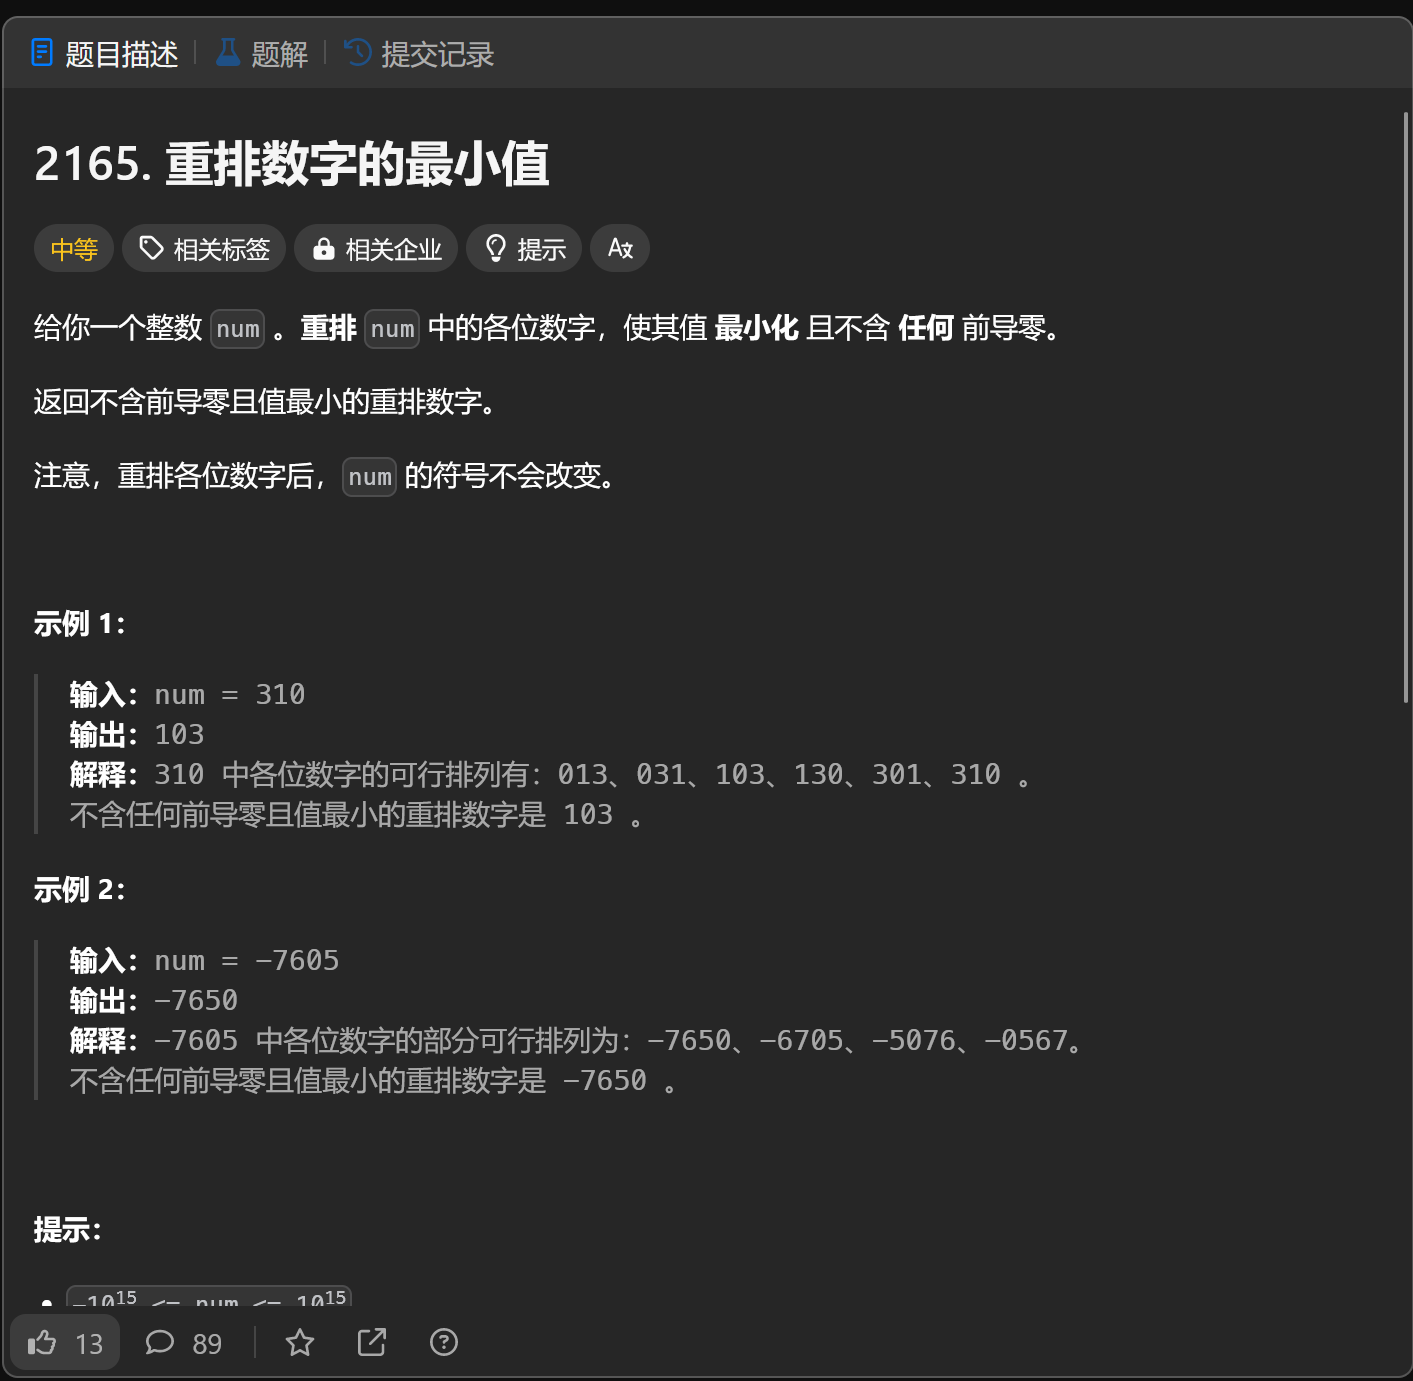 题目描述 题解 提交记录
2165. 重排数字的最小值
中等 相关标签 相关企业 提示
给你一个整数 num 。重排 num 中的各位数字，使其值 最小化 且不含 任何 前导零。
返回不含前导零且值最小的重排数字。
注意，重排各位数字后，num 的符号不会改变。
示例 1：
输入：num = 310
输出：103
解释：310 中各位数字的可行排列有：013、031、103、130、301、310 。
不含任何前导零且值最小的重排数字是 103 。
示例 2：
输入：num = -7605
输出：-7650
解释：-7605 中各位数字的部分可行排列为：-7650、-6705、-5076、-0567。
不含任何前导零且值最小的重排数字是 -7650 。
提示：
-10¹⁵ <= num <= 10¹⁵
13 89